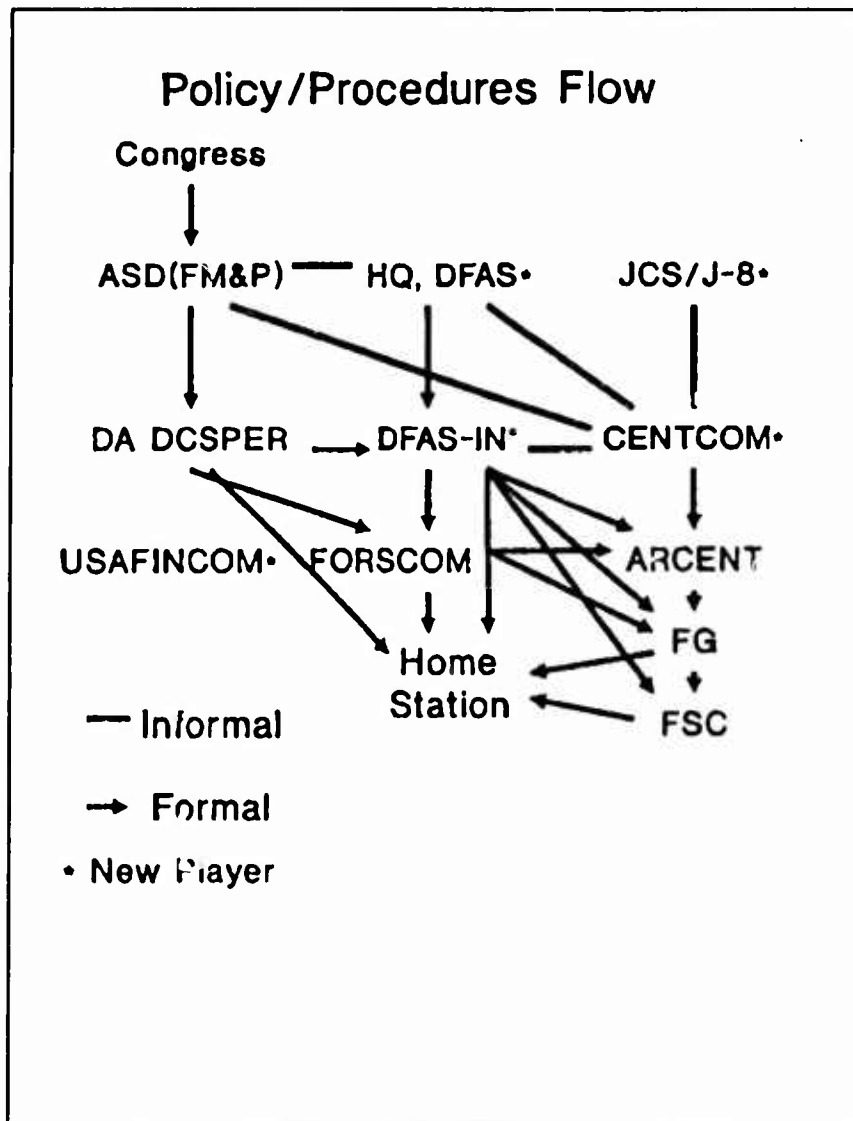 Policy/Procedures Flow
Congress
ASD(FM&P) HQ, DFAS*
JCS/J-8*
DA DCSPER DFAS-IN* CENTCOM*
USAFINCOM* FORSCOM ARCENT
FG
Home
Station
FSC
Informal
Formal
* New Player